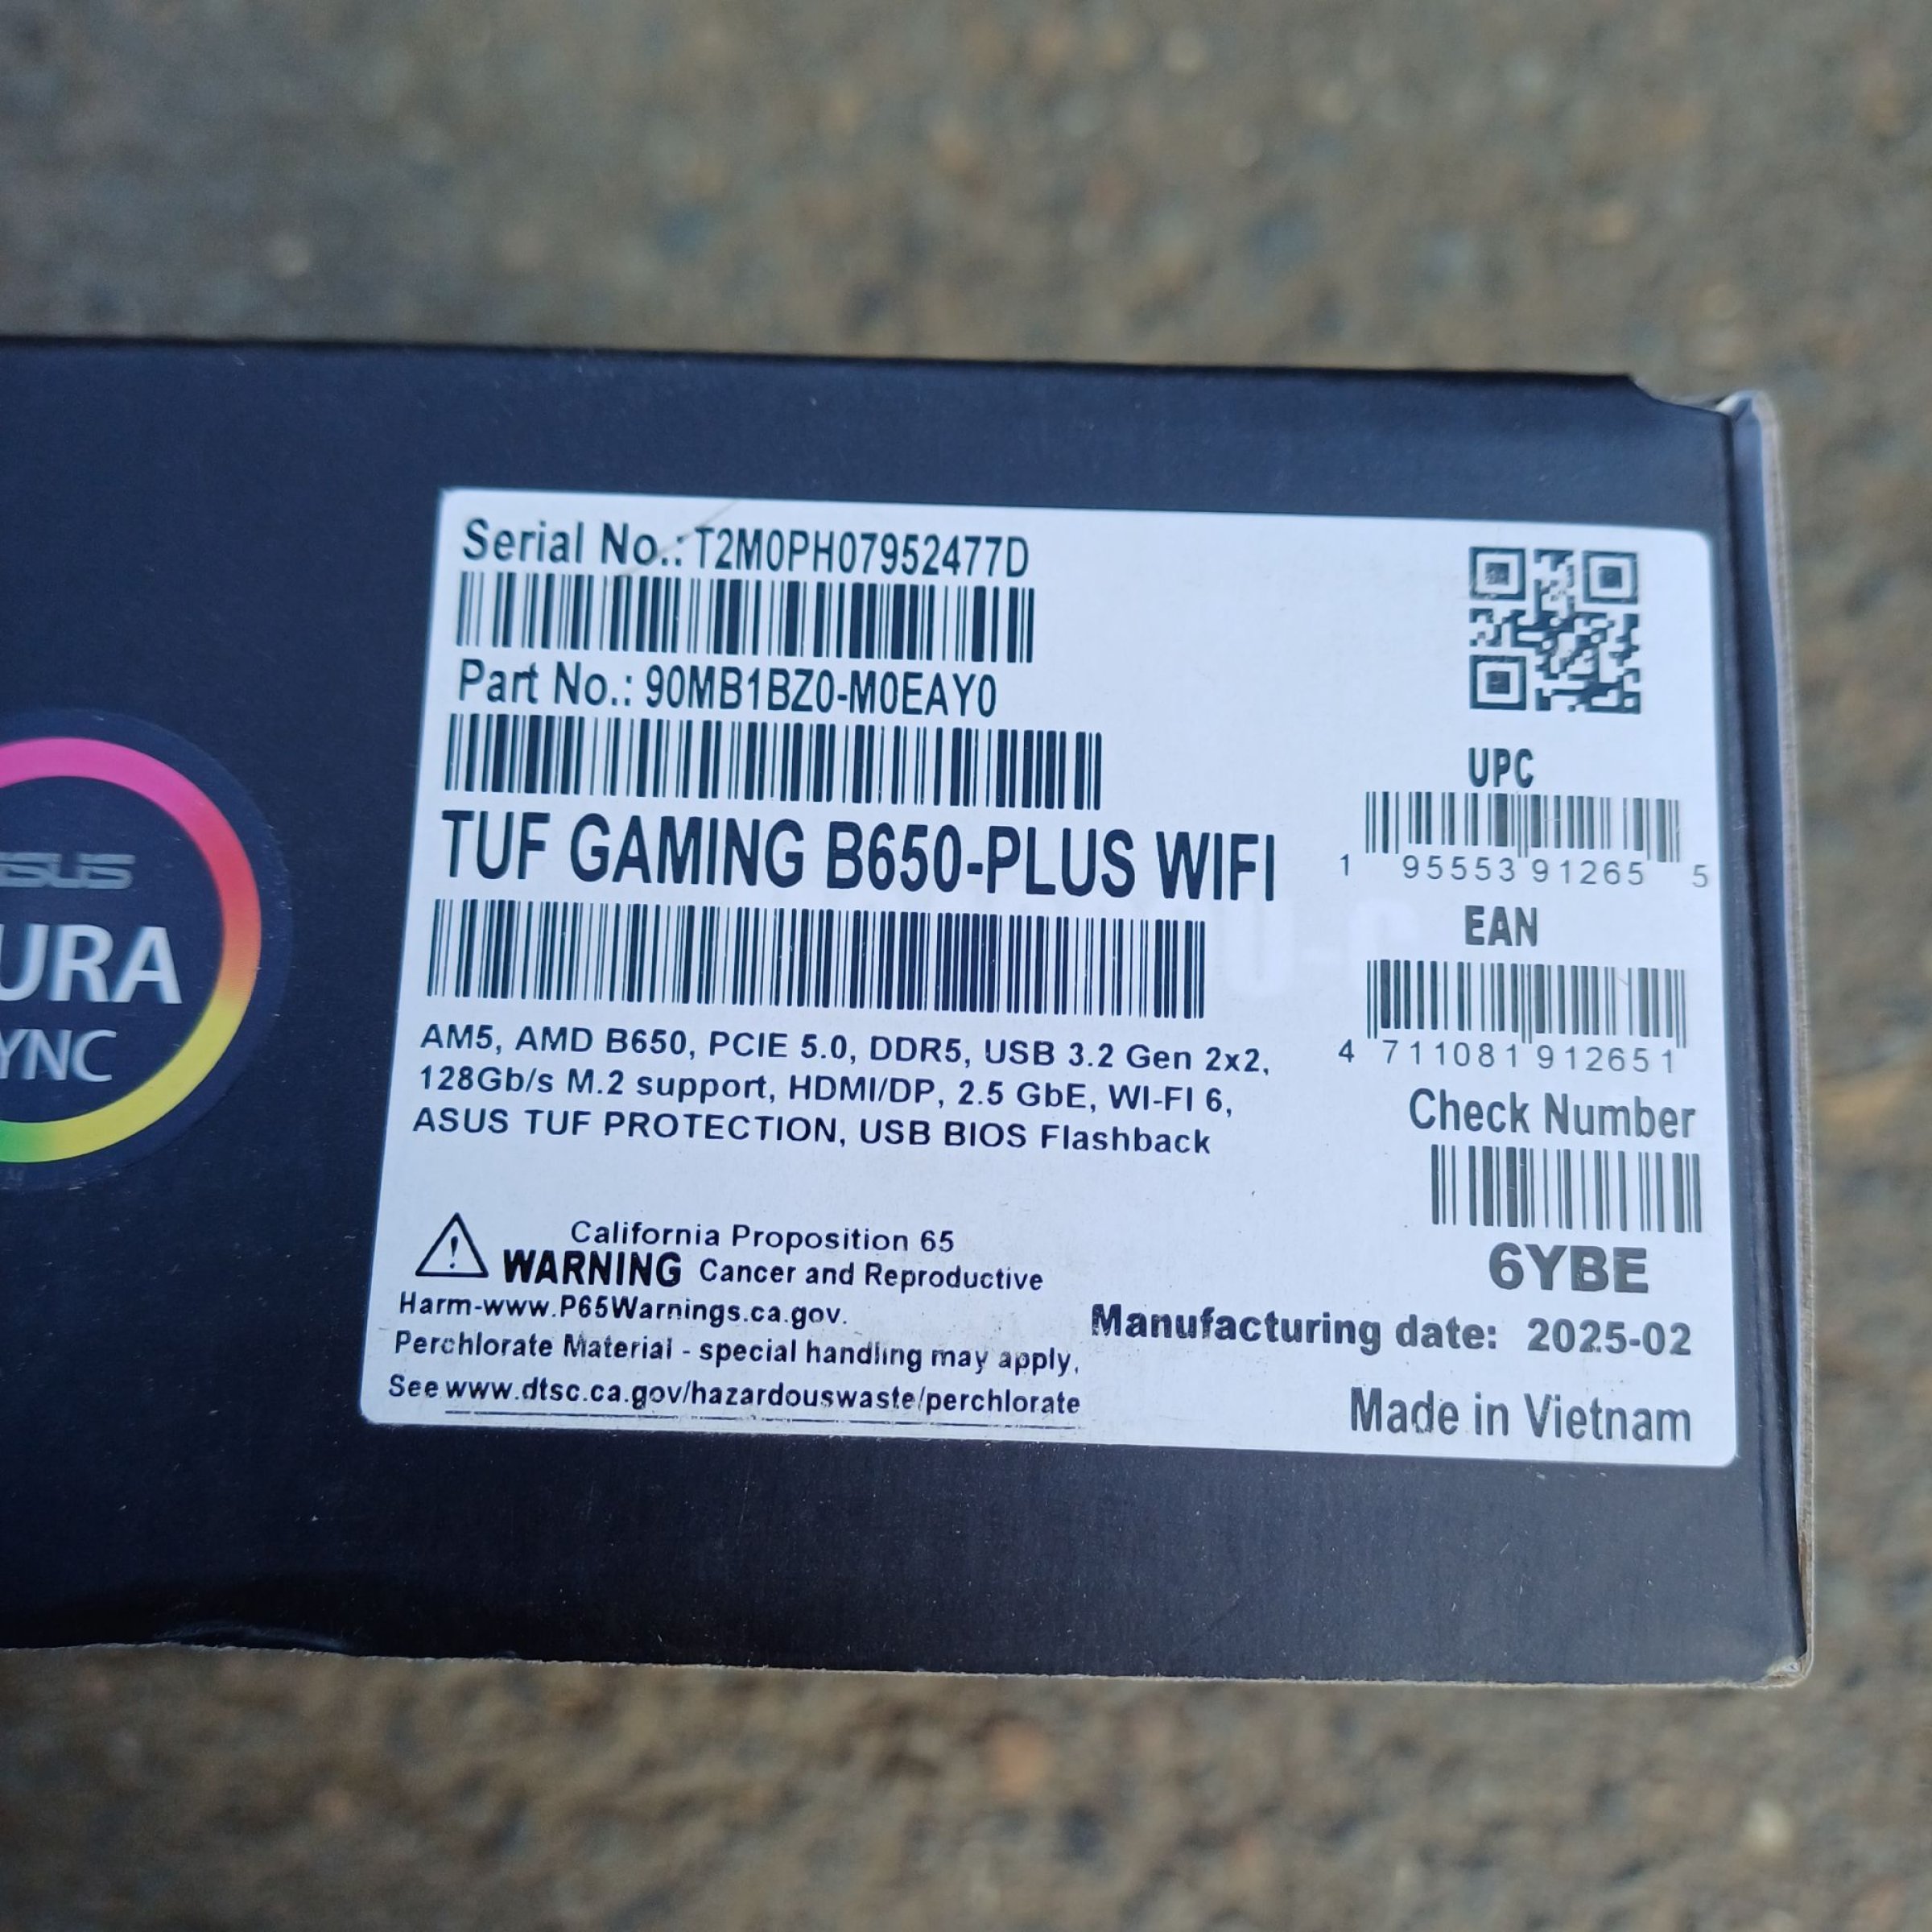 ASUS
URA
YNC
Serial No.: T2M0PH07952477D
Part No.: 90MB1BZ0-M0EAY0
TUF GAMING B650-PLUS WIFI
AM5, AMD B650, PCIE 5.0, DDR5, USB 3.2 Gen 2x2,
128Gb/s M.2 support, HDMI/DP, 2.5 GbE, WI-FI 6,
ASUS TUF PROTECTION, USB BIOS Flashback
California Proposition 65
WARNING Cancer and Reproductive
Harm-www.P65Warnings.ca.gov.
Perchlorate Material - special handling may apply.
See www.dtsc.ca.gov/hazardouswaste/perchlorate
UPC
1 95553 91265 5
EAN
4 711081 912651
Check Number
6YBE
Manufacturing date: 2025-02
Made in Vietnam